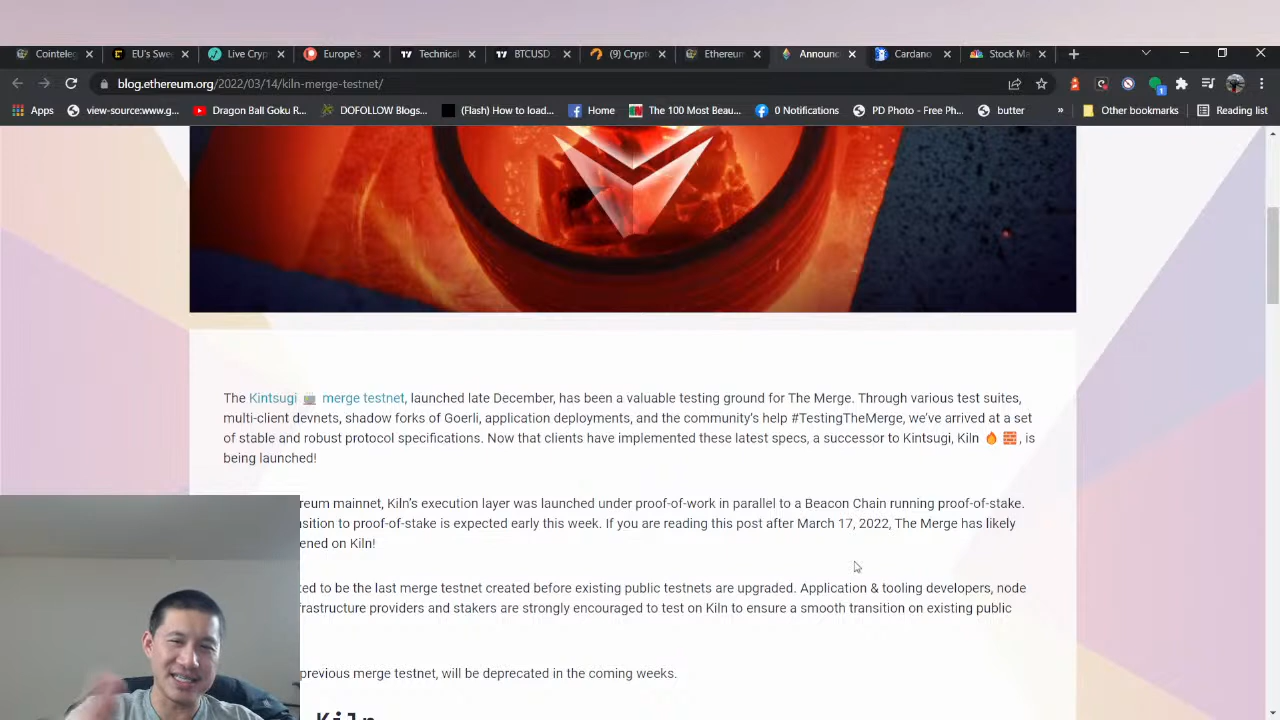 Cointeleg
EU's Swe
Live Cryp
Europe's
Technical
BTCUSD
(9) Crypt
Ethereum
Announc
Cardano
Stock Ma
blog.ethereum.org/2022/03/14/kiln-merge-testnet/
1
Apps
view-source:www.g...
Dragon Ball Goku R...
DOFOLLOW Blogs...
(Flash) How to load...
Home
The 100 Most Beau...
0 Notifications
PD Photo - Free Ph...
butter
»
Other bookmarks
Reading list
The Kintsugi 🍵 merge testnet, launched late December, has been a valuable testing ground for The Merge. Through various test suites,
multi-client devnets, shadow forks of Goerli, application deployments, and the community's help #TestingTheMerge, we've arrived at a set
of stable and robust protocol specifications. Now that clients have implemented these latest specs, a successor to Kintsugi, Kiln 🔥 🧱, is
being launched!
reum mainnet, Kiln's execution layer was launched under proof-of-work in parallel to a Beacon Chain running proof-of-stake.
sition to proof-of-stake is expected early this week. If you are reading this post after March 17, 2022, The Merge has likely
ened on Kiln!
ted to be the last merge testnet created before existing public testnets are upgraded. Application & tooling developers, node
frastructure providers and stakers are strongly encouraged to test on Kiln to ensure a smooth transition on existing public
previous merge testnet, will be deprecated in the coming weeks.
Kiln